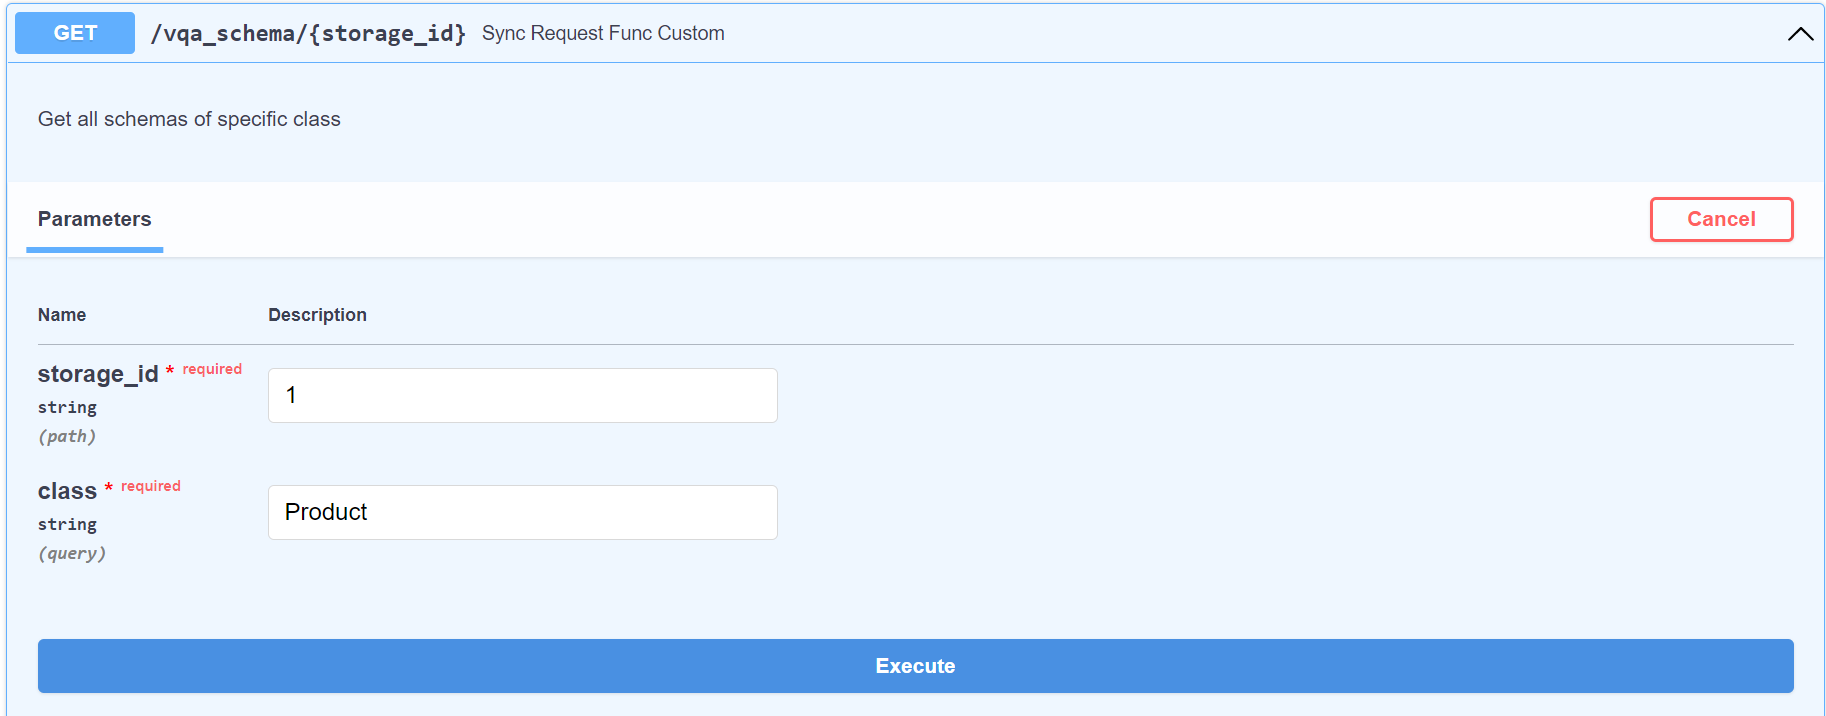 GET /vqa_schema/{storage_id} Sync Request Func Custom
Get all schemas of specific class
Parameters Cancel
Name Description
storage_id * required
1
string
(path)
class * required
Product
string
(query)
Execute